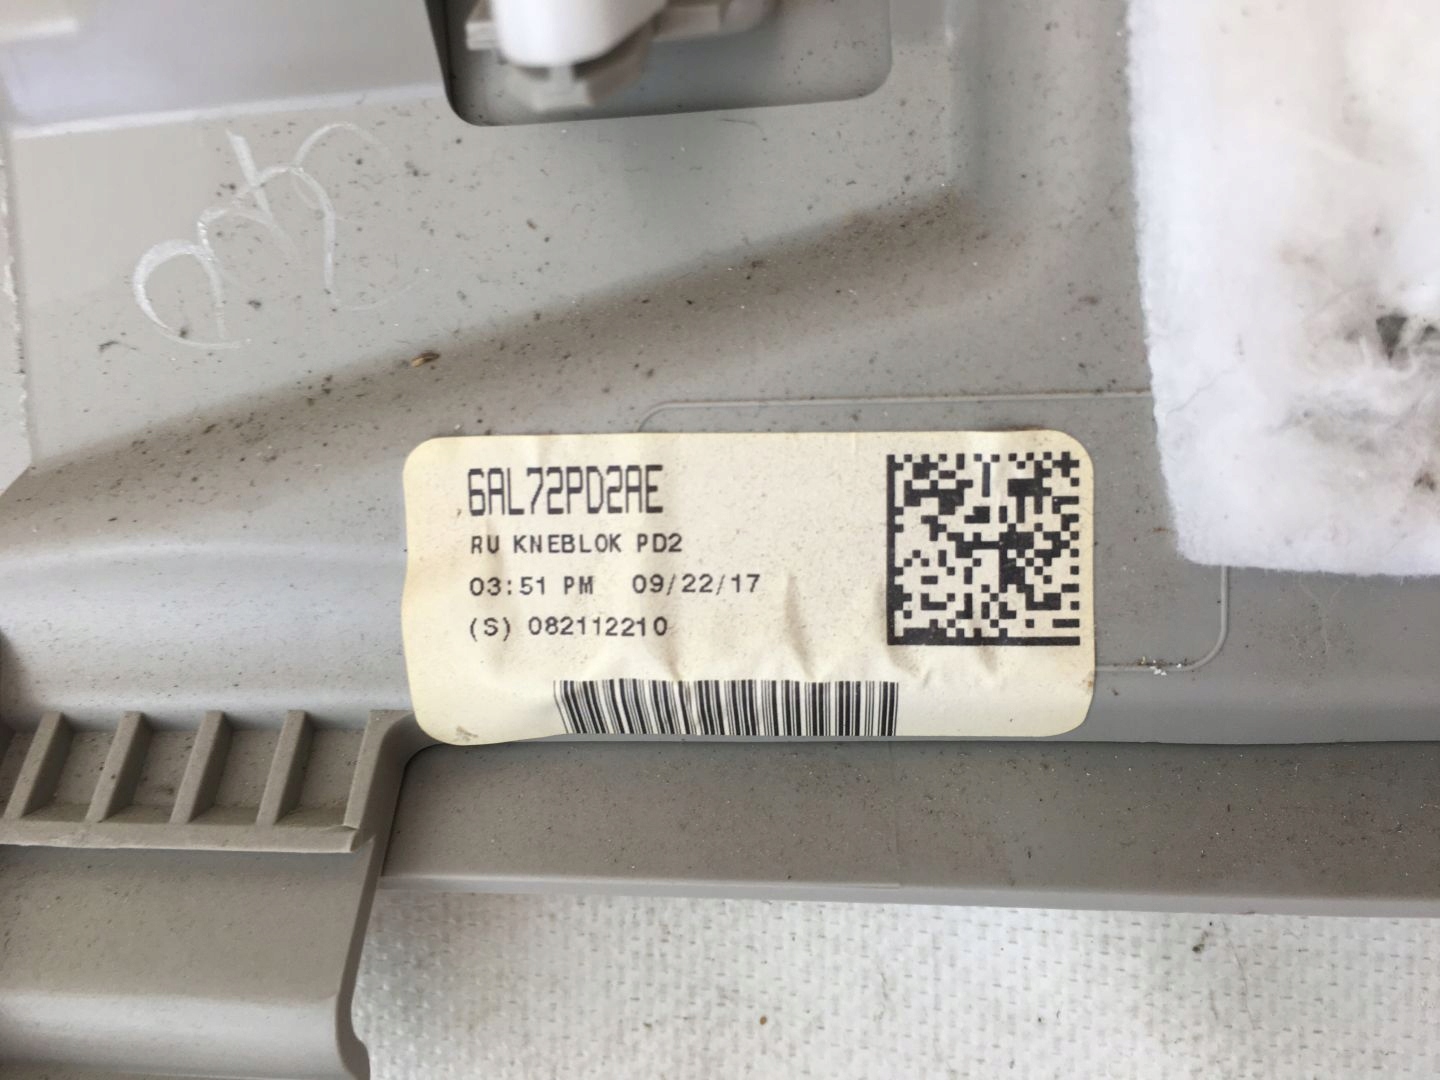 6AL72PD2AE
RU KNEBLOK PD2
03:51 PM 09/22/17
(S) 082112210